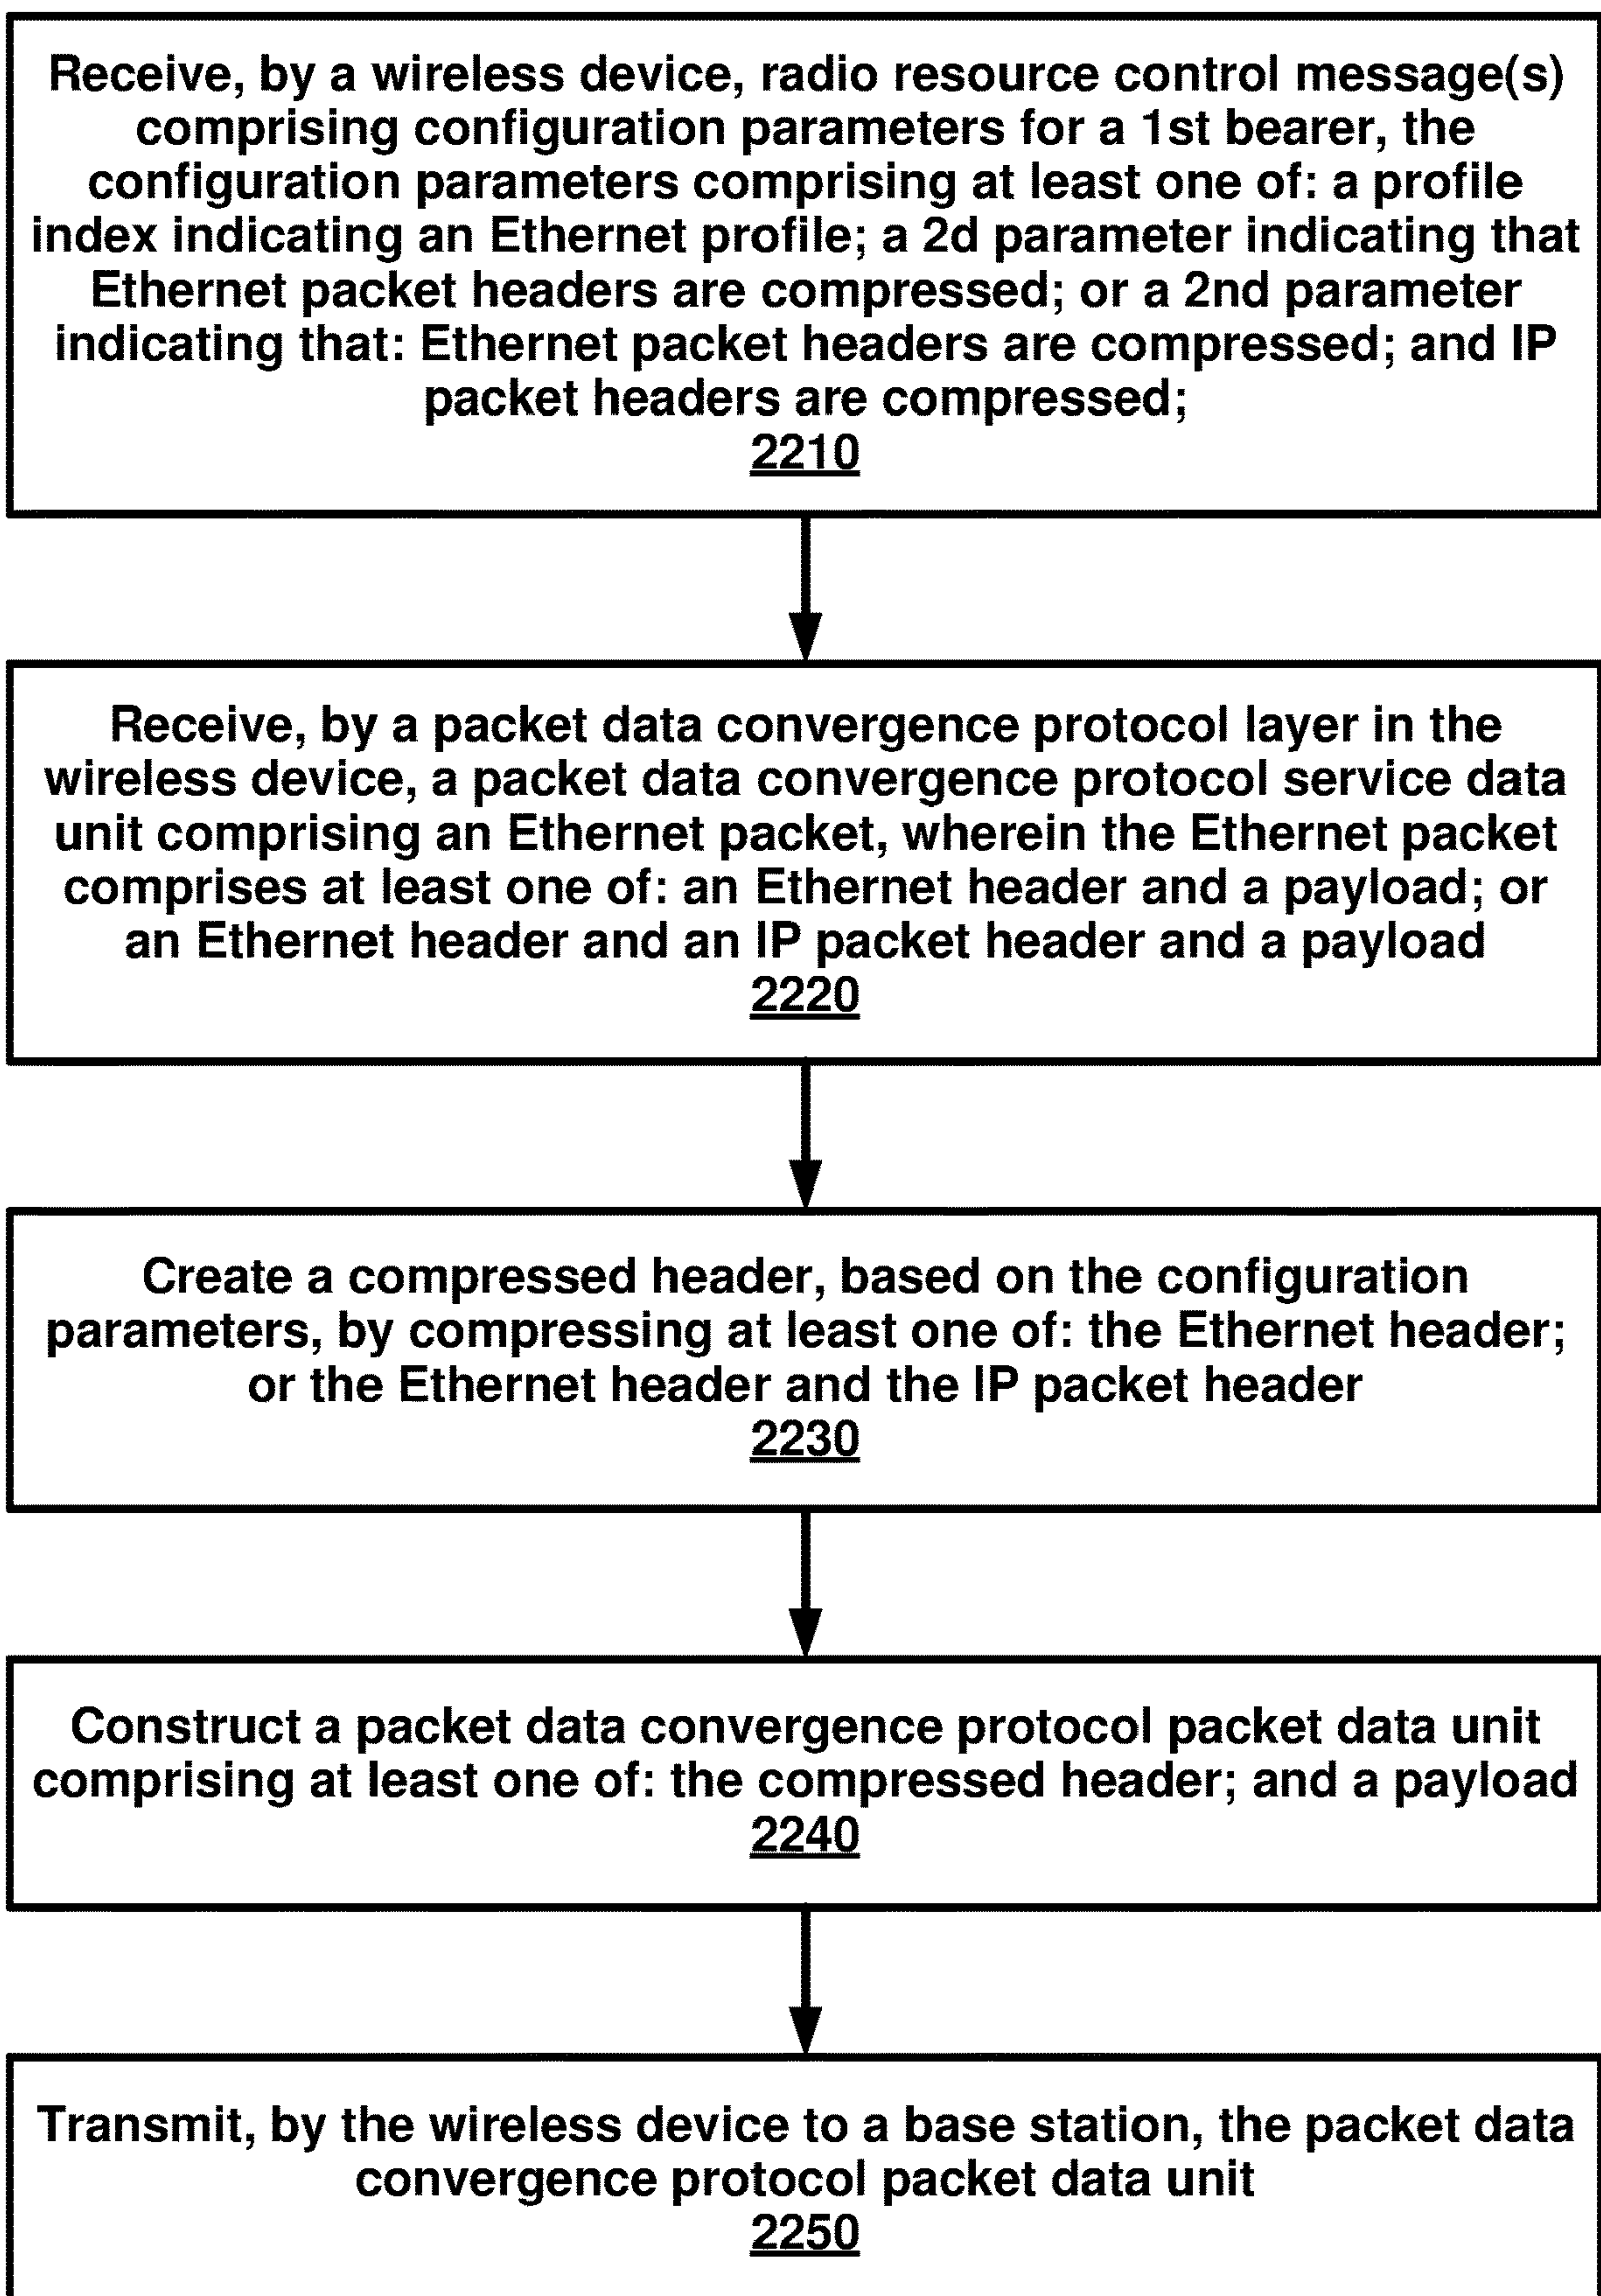 Receive, by a wireless device, radio resource control message(s)
comprising configuration parameters for a 1st bearer, the
configuration parameters comprising at least one of: a profile
index indicating an Ethernet profile; a 2d parameter indicating that
Ethernet packet headers are compressed; or a 2nd parameter
indicating that: Ethernet packet headers are compressed; and IP
packet headers are compressed;
2210
Receive, by a packet data convergence protocol layer in the
wireless device, a packet data convergence protocol service data
unit comprising an Ethernet packet, wherein the Ethernet packet
comprises at least one of: an Ethernet header and a payload; or
an Ethernet header and an IP packet header and a payload
2220
Create a compressed header, based on the configuration
parameters, by compressing at least one of: the Ethernet header;
or the Ethernet header and the IP packet header
2230
Construct a packet data convergence protocol packet data unit
comprising at least one of: the compressed header; and a payload
2240
Transmit, by the wireless device to a base station, the packet data
convergence protocol packet data unit
2250